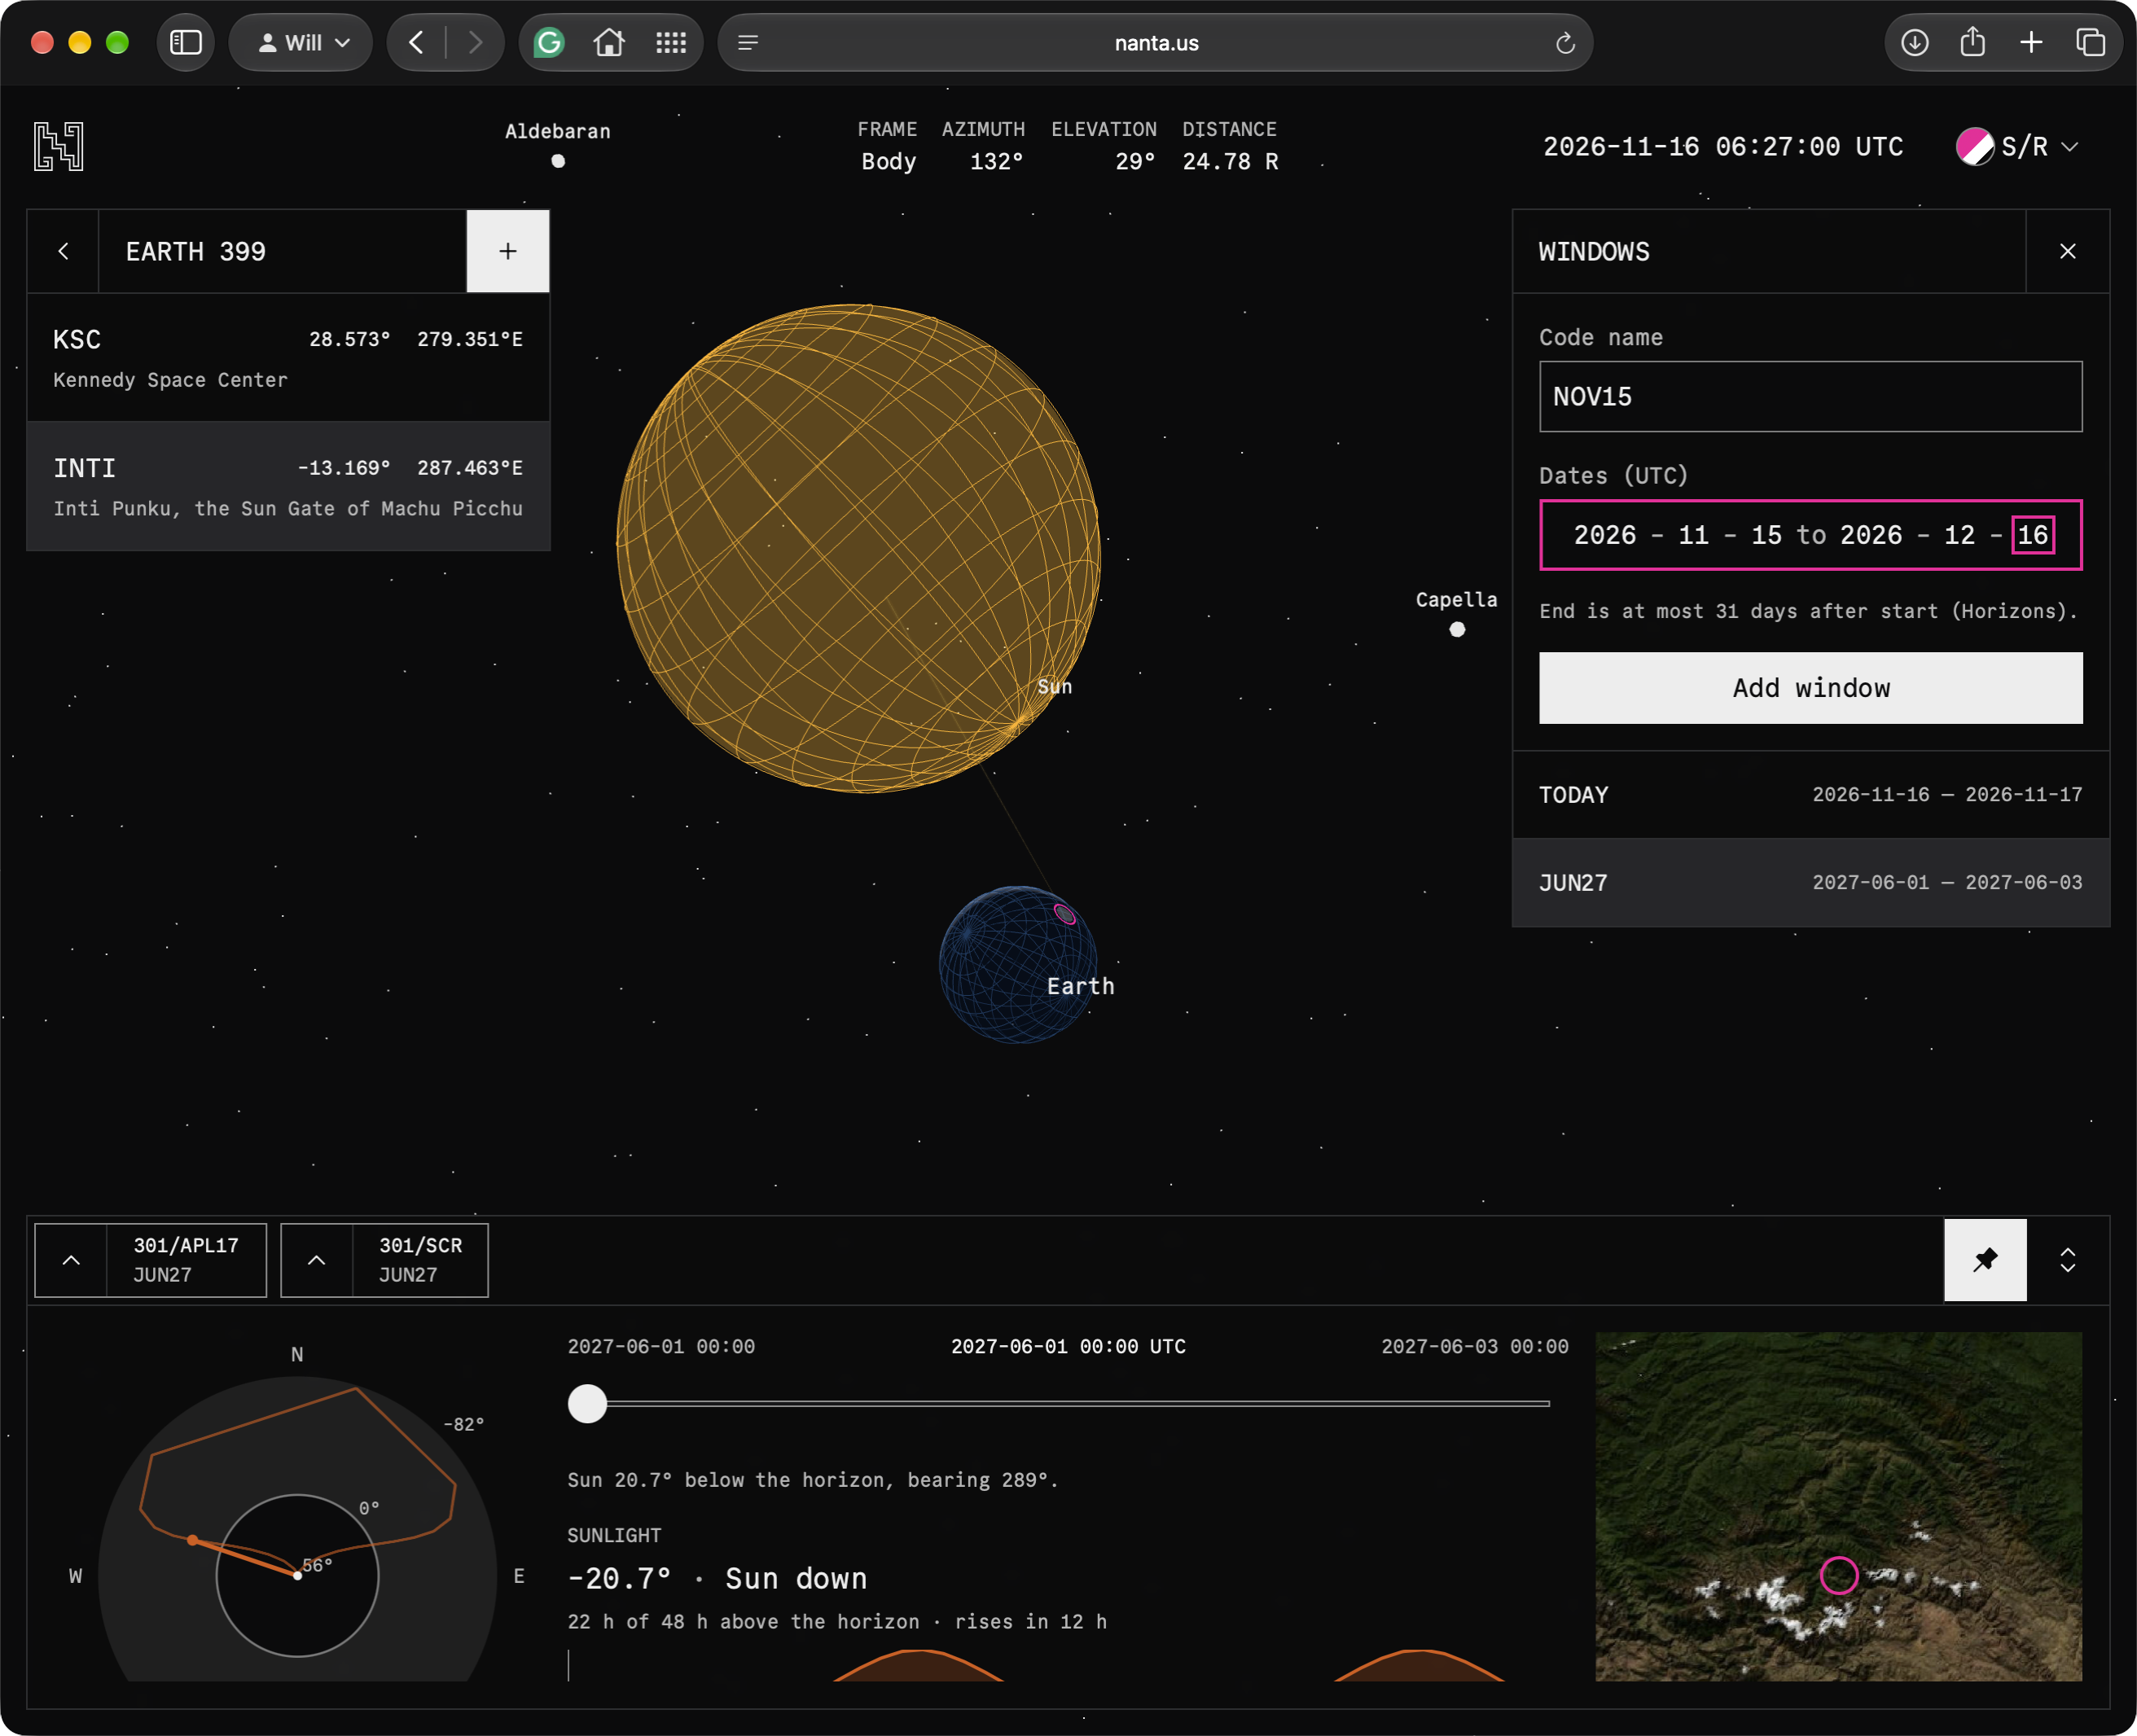 Will
nanta.us
Aldebaran
FRAME AZIMUTH ELEVATION DISTANCE
Body 132° 29° 24.78 R
2026-11-16 06:27:00 UTC
S/R
EARTH 399
+
KSC 28.573° 279.351°E
Kennedy Space Center
INTI -13.169° 287.463°E
Inti Punku, the Sun Gate of Machu Picchu
WINDOWS
Code name
NOV15
Dates (UTC)
2026 - 11 - 15 to 2026 - 12 - 16
End is at most 31 days after start (Horizons).
Add window
TODAY 2026-11-16 — 2026-11-17
JUN27 2027-06-01 — 2027-06-03
Capella
Sun
Earth
301/APL17
JUN27
301/SCR
JUN27
N
-82°
0°
56°
W
E
2027-06-01 00:00 2027-06-01 00:00 UTC 2027-06-03 00:00
Sun 20.7° below the horizon, bearing 289°.
SUNLIGHT
-20.7° · Sun down
22 h of 48 h above the horizon · rises in 12 h